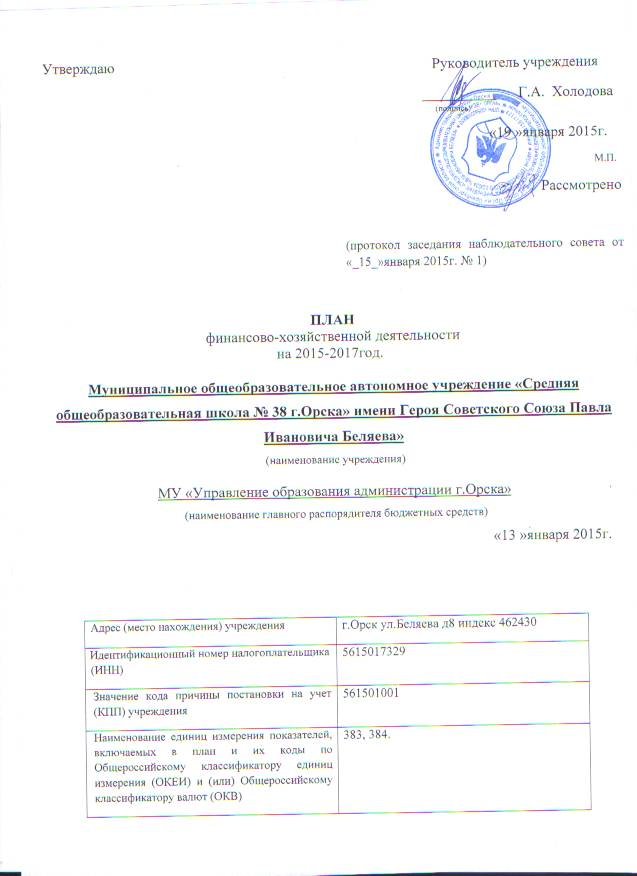 Утверждаю
Руководитель учреждения
Г.А. Холодова
(подпись)
«19»января 2015г.
М.П.
Рассмотрено
(протокол заседания наблюдательного совета от
«_15_»января 2015г. № 1)
ПЛАН
финансово-хозяйственной деятельности
на 2015-2017год.
Муниципальное общеобразовательное автономное учреждение «Средняя
общеобразовательная школа № 38 г.Орска» имени Героя Советского Союза Павла
Ивановича Беляева»
(наименование учреждения)
МУ «Управление образования администрации г.Орска»
(наименование главного распорядителя бюджетных средств)
«13 »января 2015г.
Адрес (место нахождения) учреждения
г.Орск ул.Беляева д8 индекс 462430
Идентификационный номер налогоплательщика
(ИНН)
5615017329
Значение кода причины постановки на учет
(КПП) учреждения
561501001
Наименование единиц измерения показателей,
включаемых в план и их коды по
Общероссийскому классификатору единиц
измерения (ОКЕИ) и (или) Общероссийскому
классификатору валют (ОКВ)
383, 384.